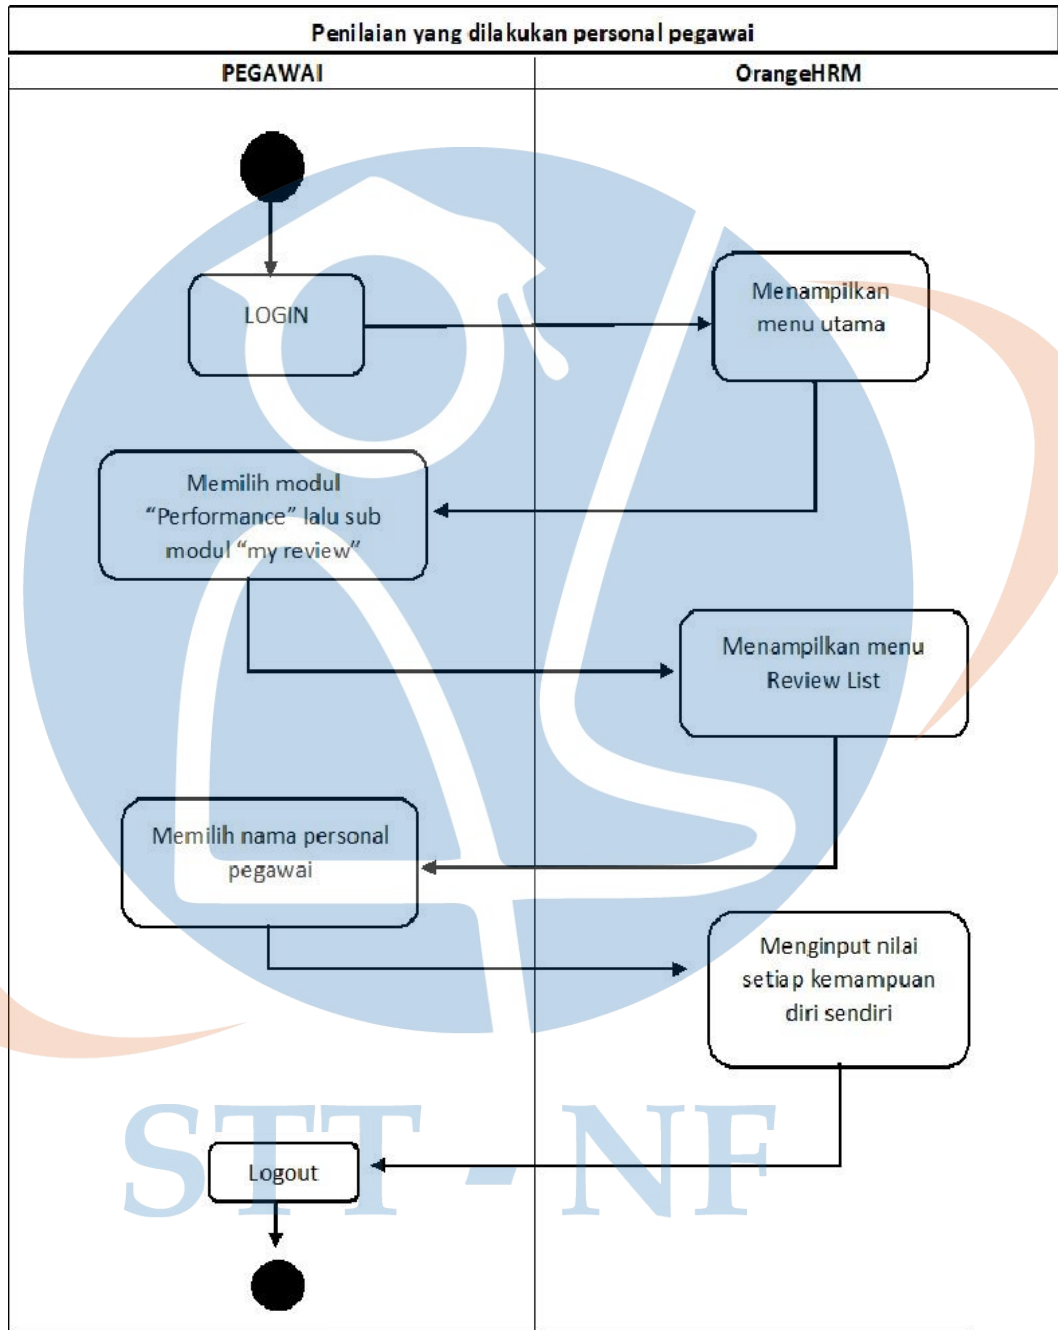 Penilaian yang dilakukan personal pegawai
PEGAWAI
OrangeHRM
LOGIN
Menampilkan
menu utama
Memilih modul
“Performance” lalu sub
modul “my review”
Menampilkan menu
Review List
Memilih nama personal
pegawai
Menginput nilai
setiap kemampuan
diri sendiri
Logout
STT - NF